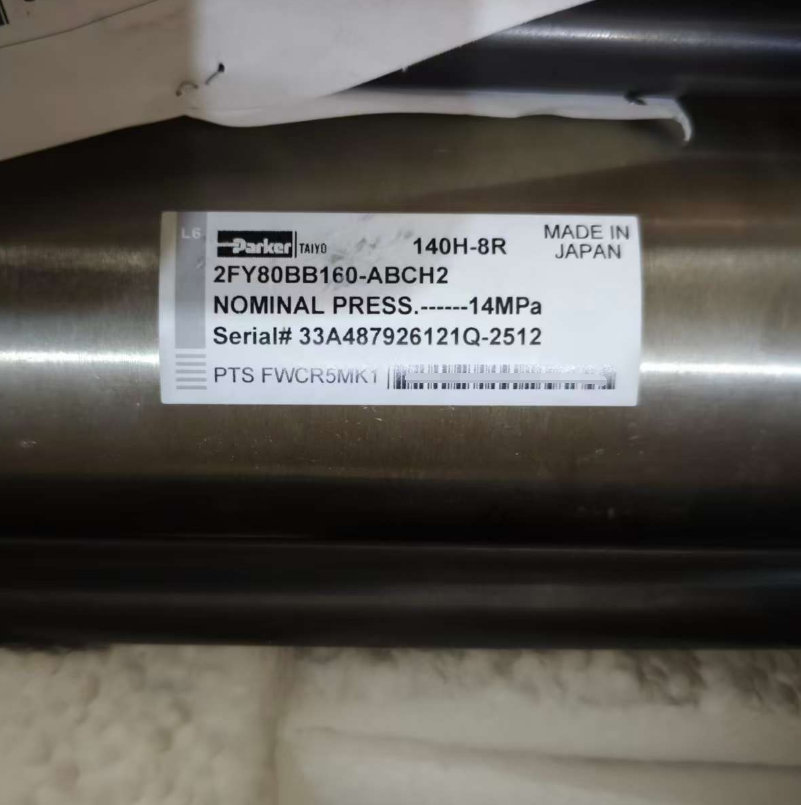 L6
Parker TAIYO 140H-8R MADE IN
JAPAN
2FY80BB160-ABCH2
NOMINAL PRESS.------14MPa
Serial# 33A487926121Q-2512
PTS FWCR5MK1